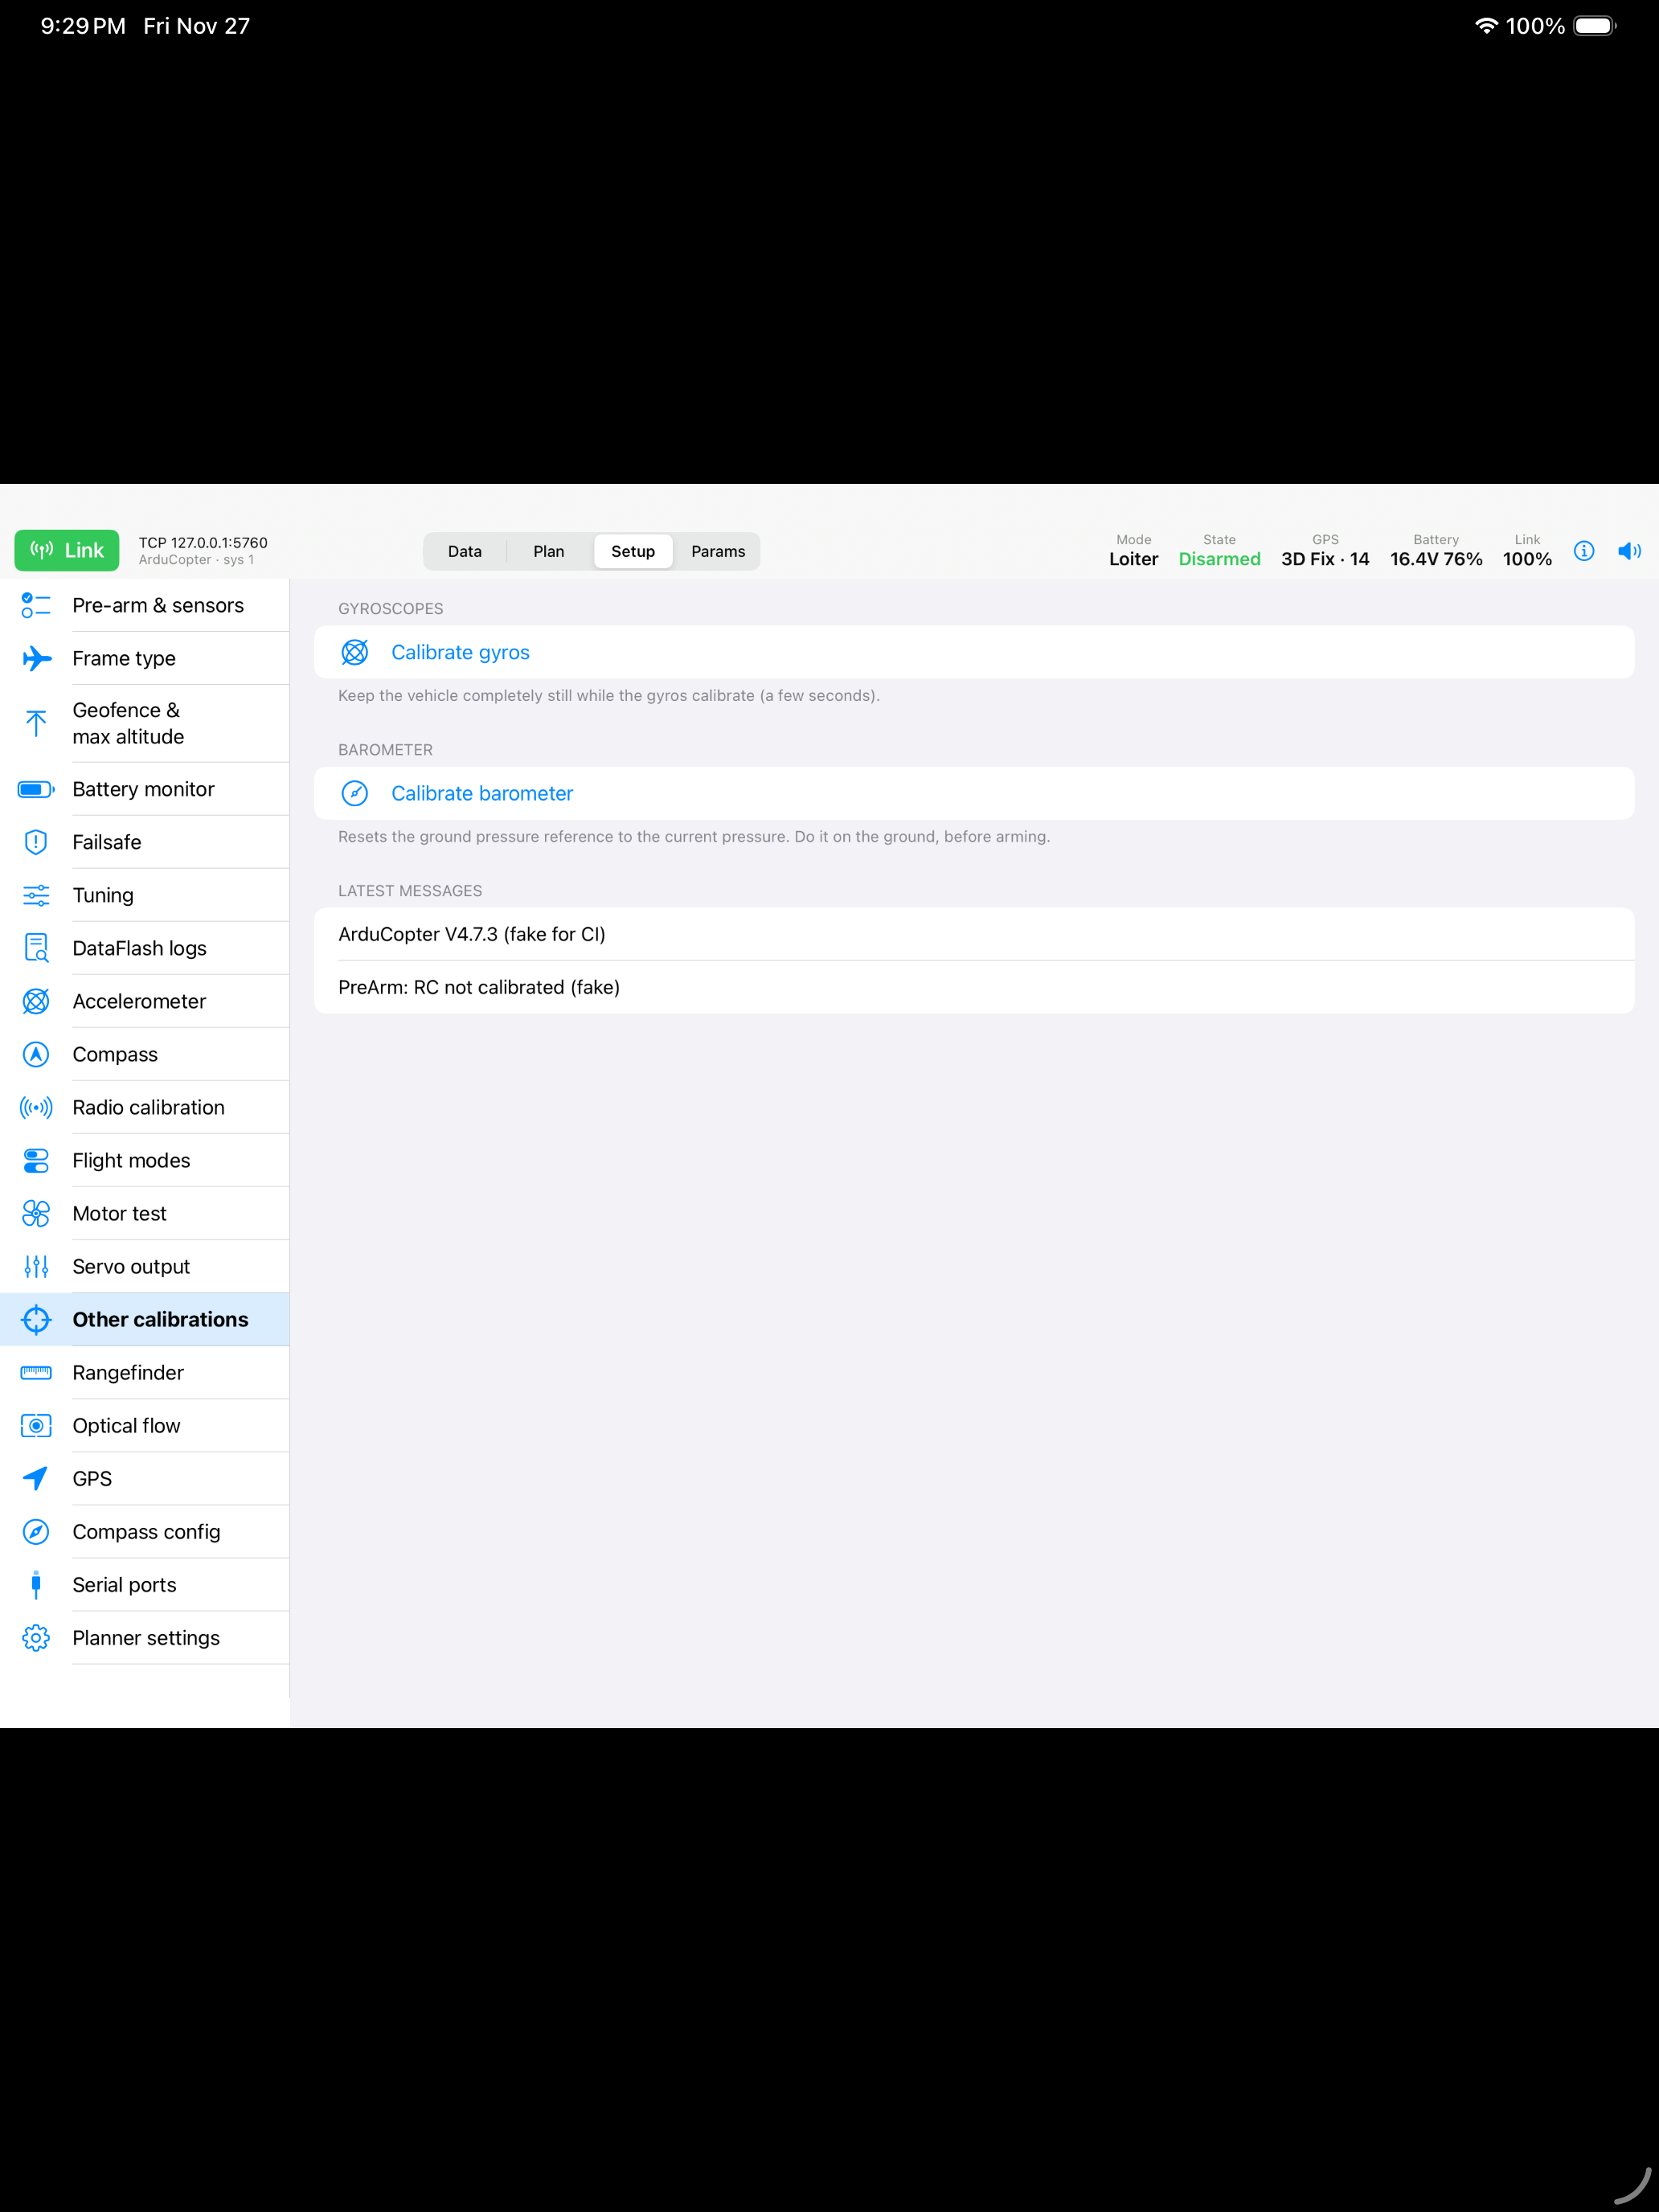 9:29 PM Fri Nov 27
100%
Link
TCP 127.0.0.1:5760
ArduCopter · sys 1
Data
Plan
Setup
Params
Mode
Loiter
State
Disarmed
GPS
3D Fix · 14
Battery
16.4V 76%
Link
100%
Pre-arm & sensors
Frame type
Geofence &
max altitude
Battery monitor
Failsafe
Tuning
DataFlash logs
Accelerometer
Compass
Radio calibration
Flight modes
Motor test
Servo output
Other calibrations
Rangefinder
Optical flow
GPS
Compass config
Serial ports
Planner settings
GYROSCOPES
Calibrate gyros
Keep the vehicle completely still while the gyros calibrate (a few seconds).
BAROMETER
Calibrate barometer
Resets the ground pressure reference to the current pressure. Do it on the ground, before arming.
LATEST MESSAGES
ArduCopter V4.7.3 (fake for CI)
PreArm: RC not calibrated (fake)